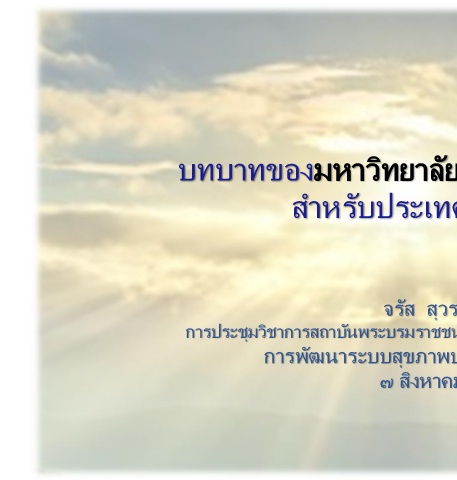 บทบาทของมหาวิทยาลัย
สำหรับประเทศ
จรัส สุวร
การประชุมวิชาการสถาบันพระบรมราชชน
การพัฒนาระบบสุขภาพ
๗ สิงหาคม